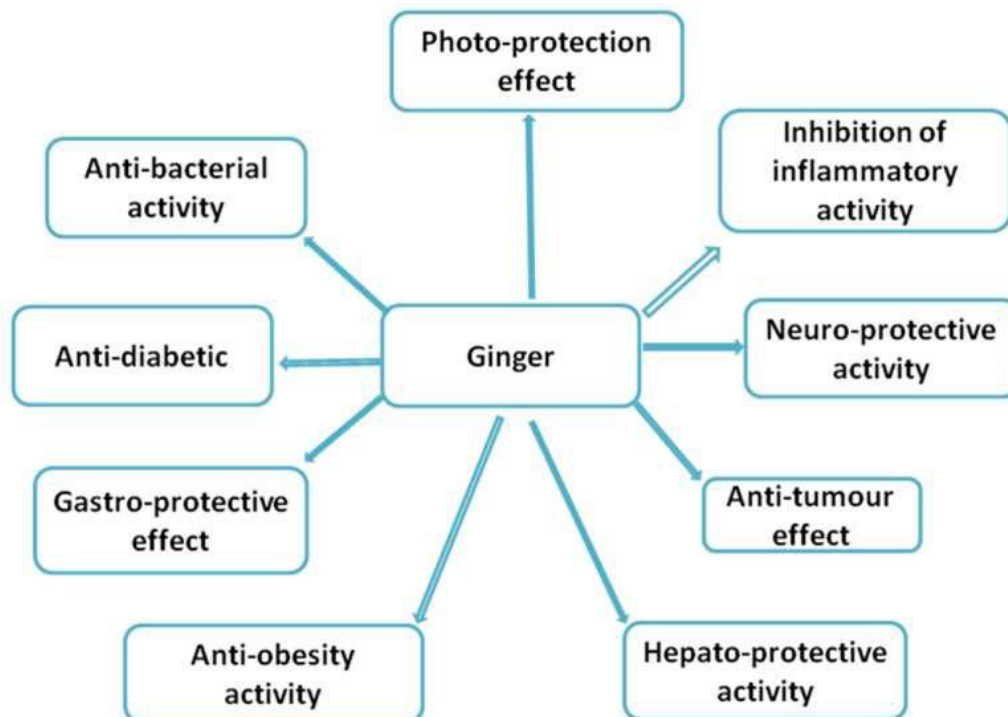 Photo-protection
effect
Inhibition of
inflammatory
activity
Anti-bacterial
activity
Neuro-protective
activity
Anti-diabetic
Ginger
Gastro-protective
effect
Anti-tumour
effect
Anti-obesity
activity
Hepato-protective
activity